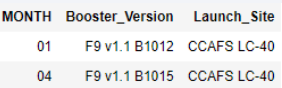 MONTH Booster_Version Launch_Site
01 F9 v1.1 B1012 CCAFS LC-40
04 F9 v1.1 B1015 CCAFS LC-40